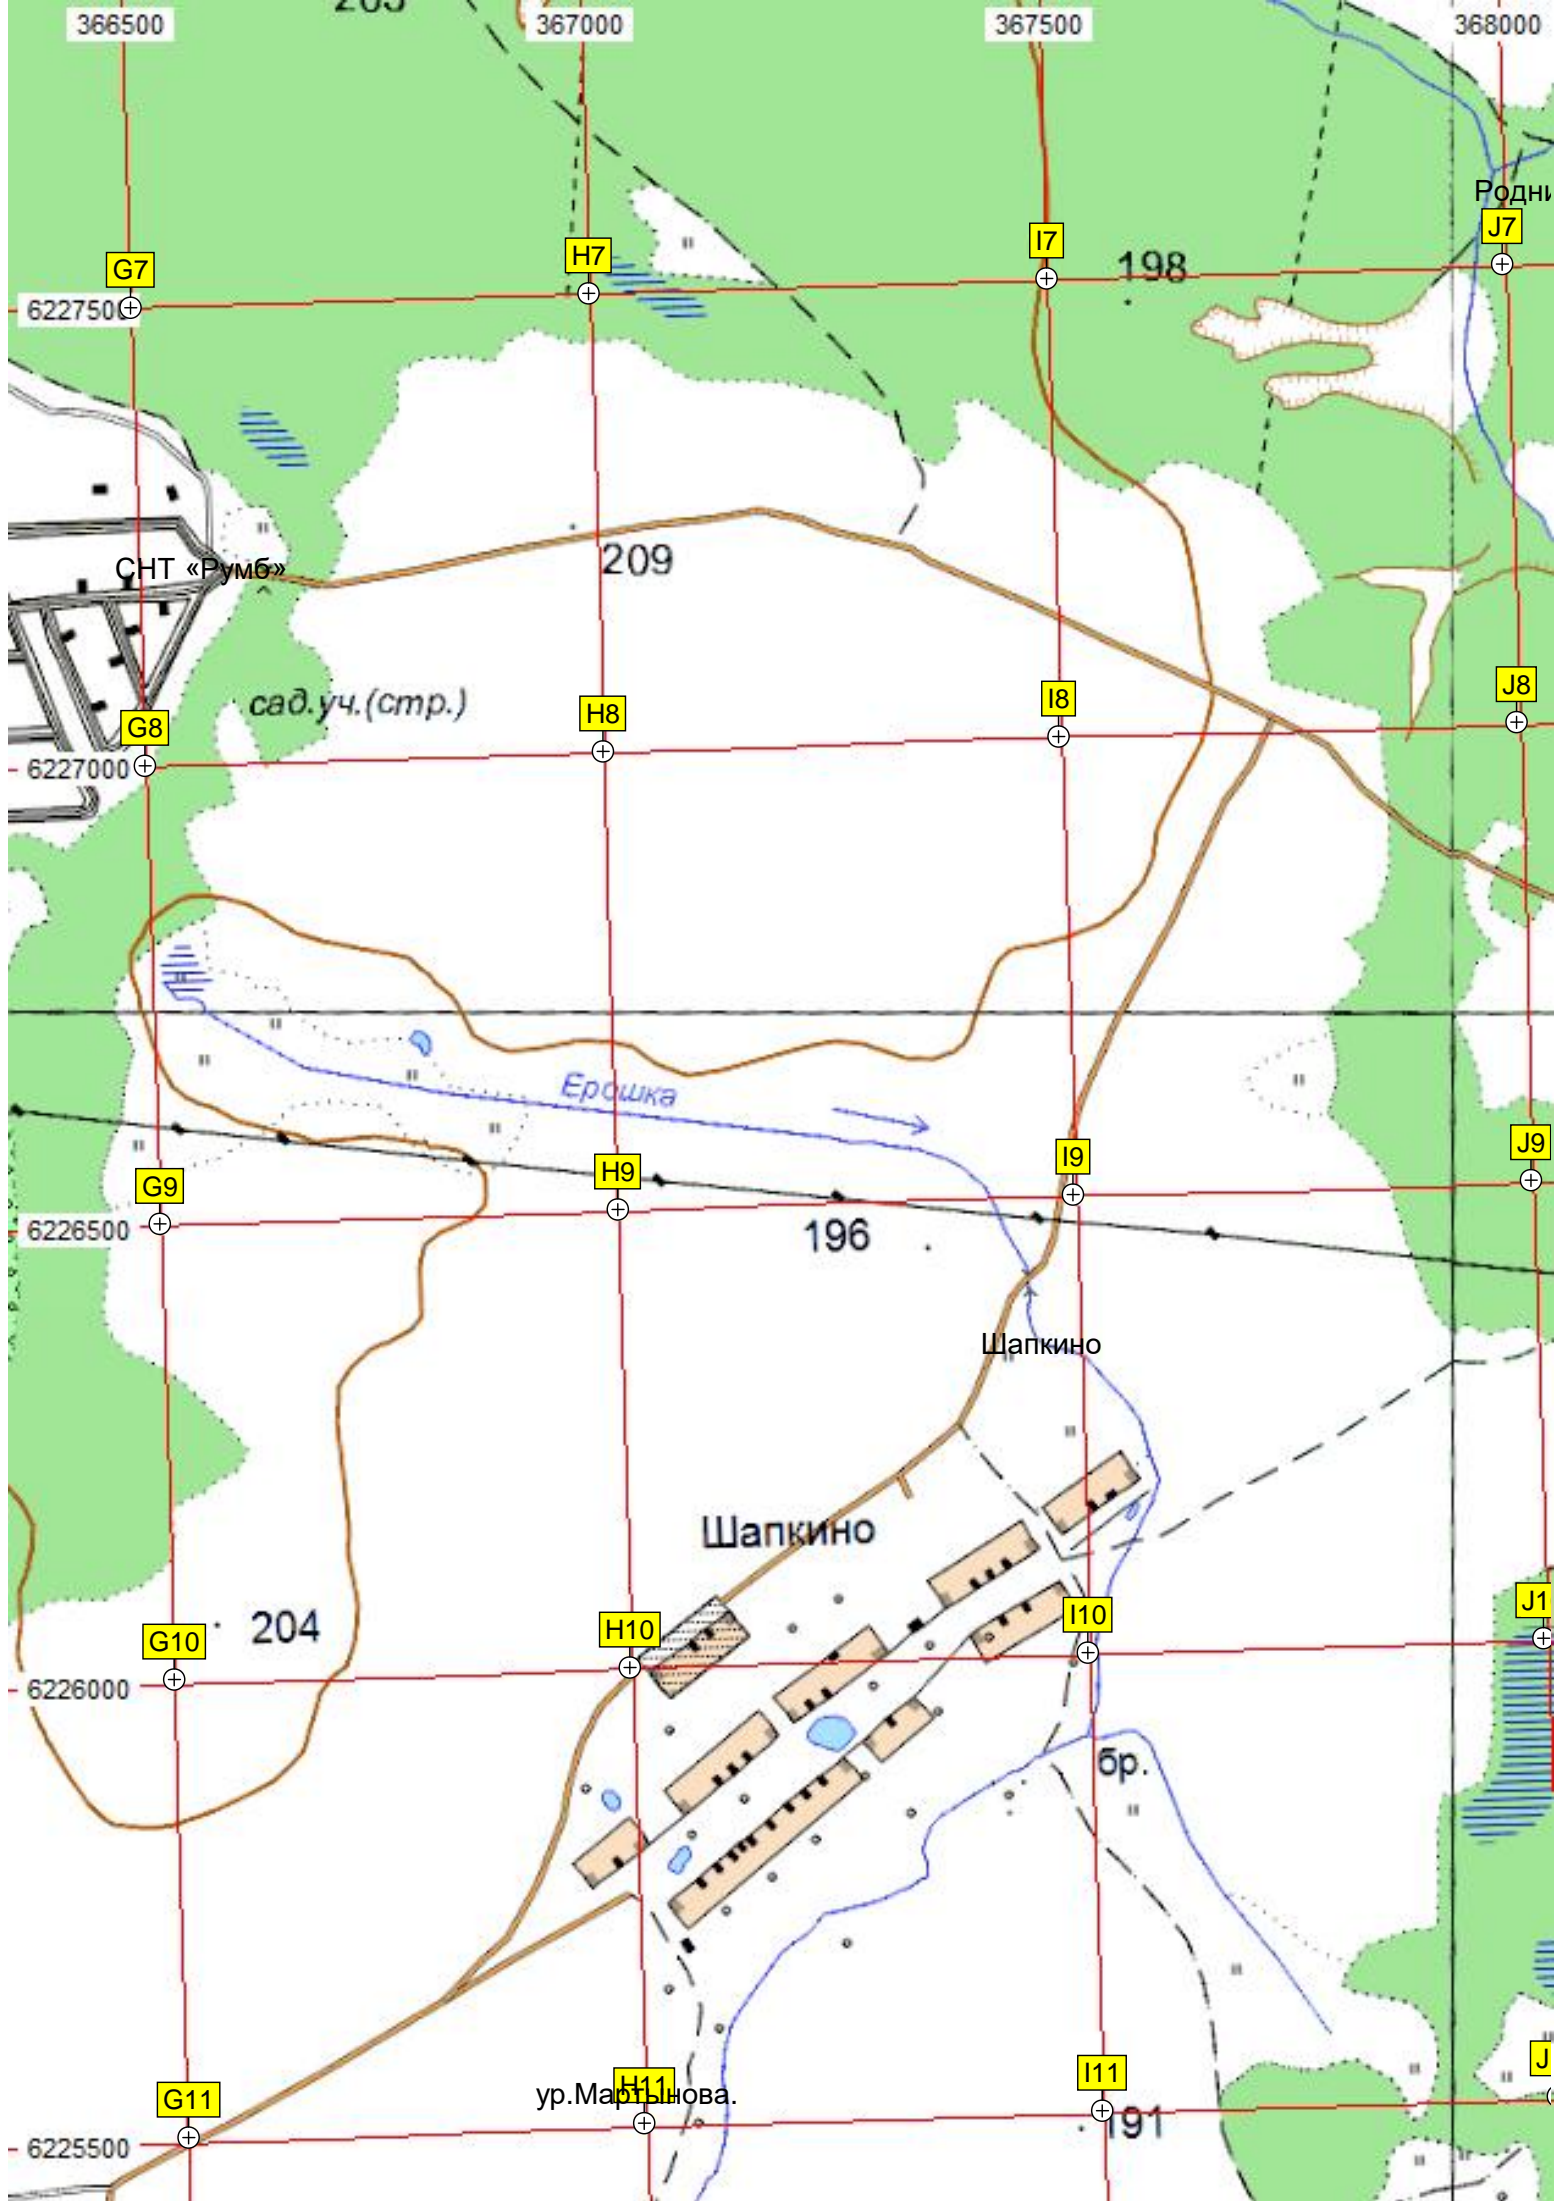 366500 367000 367500 368000
G7 H7 I7 198 J7
6227500
209
СНТ «Румб»
сад.уч.(стр.)
G8 H8 I8 J8
6227000
Ерошка
G9 H9 I9 J9
6226500
196
Шапкино
Шапкино
204
G10 H10 I10
6226000
бр.
G11 H11 I11
ур.Мартынова.
191
6225500